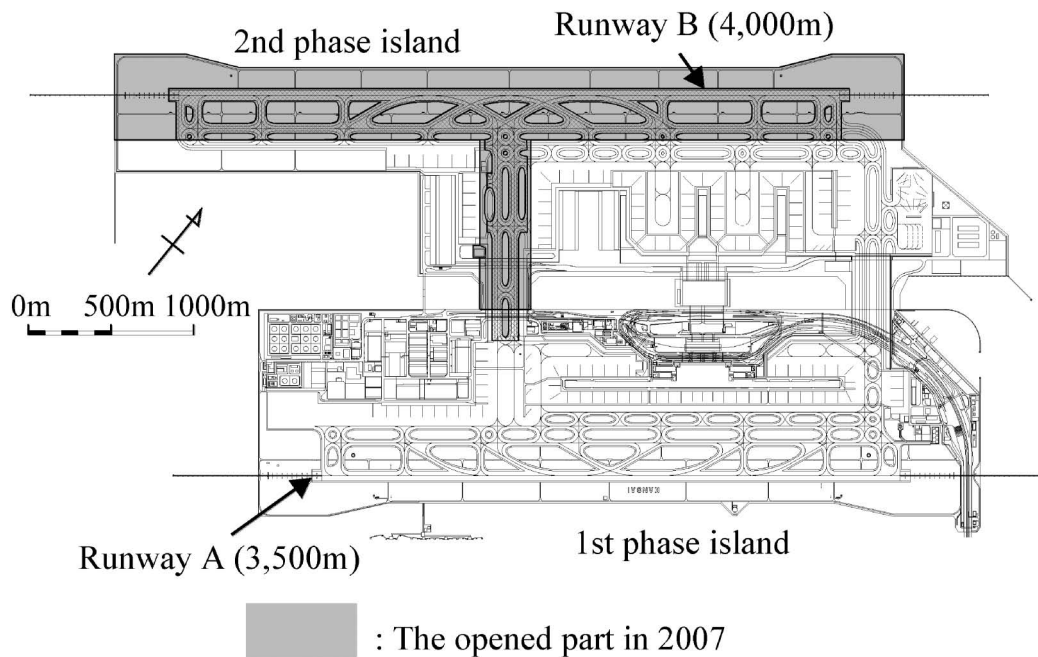 Runway B (4,000m)
2nd phase island
0m 500m 1000m
KANSAI
Runway A (3,500m)
1st phase island
: The opened part in 2007